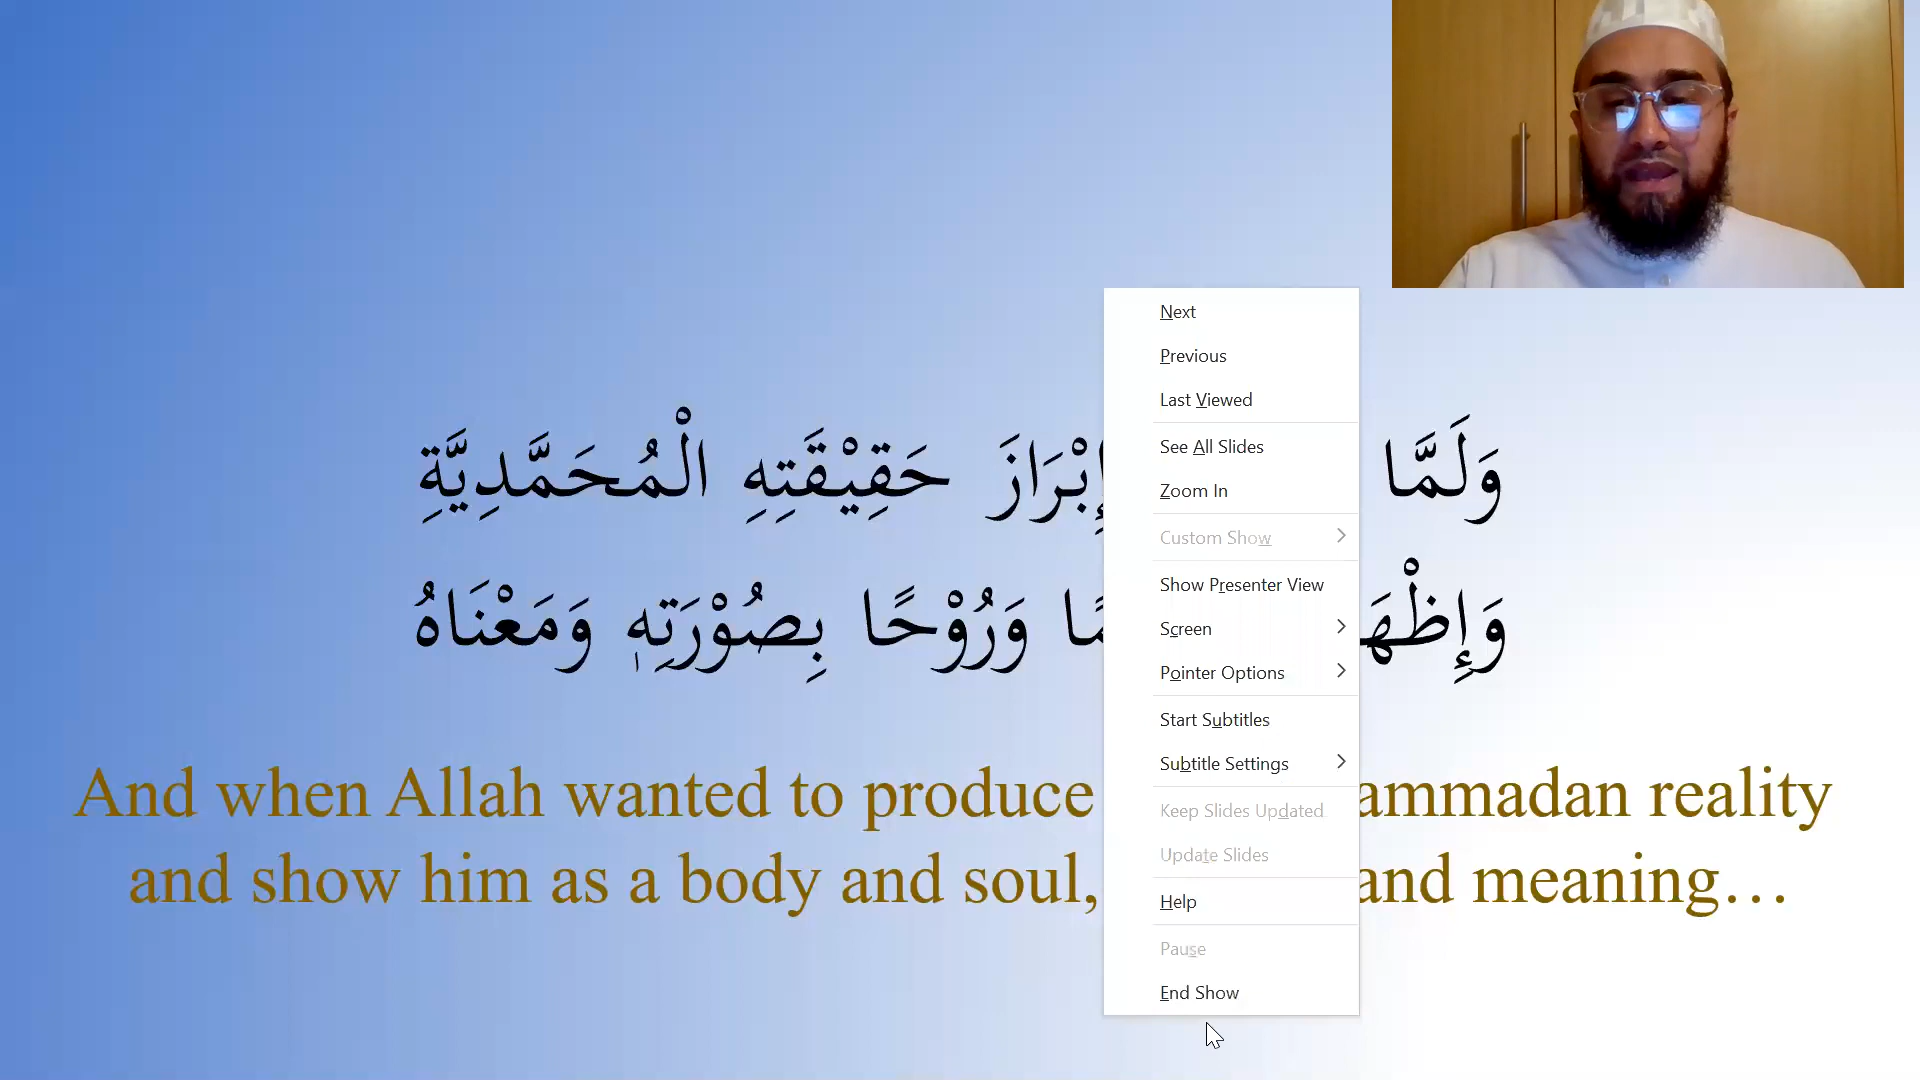 وَلَمَّا إِبْرَازَ حَقِيْقَتِهِ الْمُحَمَّدِيَّةِ
وَرُوْحًا بِصُوْرَتِهٖ وَمَعْنَاهُ
And when Allah wanted to produce
reality
and show him as a body and soul, and meaning…
Next
Previous
Last Viewed
See All Slides
Zoom In
Custom Show
Show Presenter View
Screen
Pointer Options
Start Subtitles
Subtitle Settings
Keep Slides Updated
Update Slides
Help
Pause
End Show